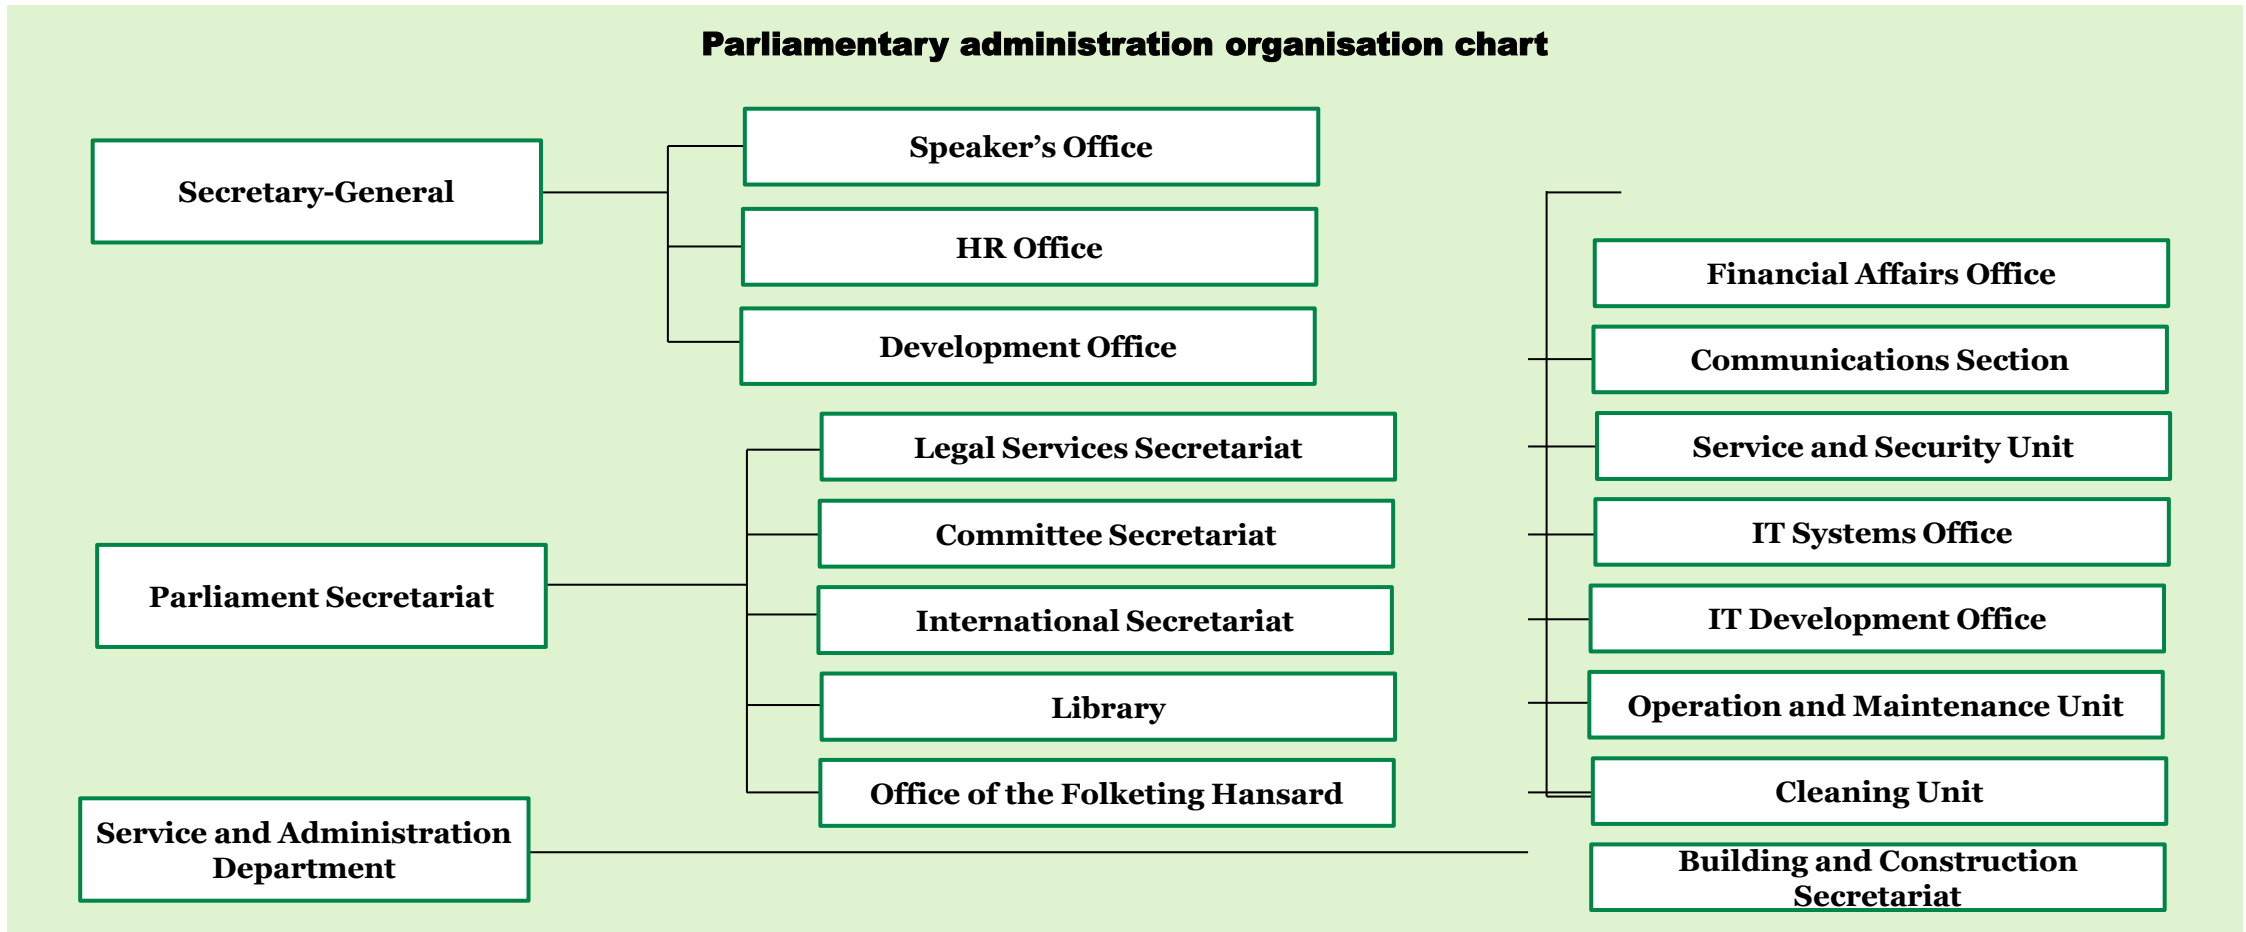 Parliamentary administration organisation chart
Secretary-General
Speaker’s Office
HR Office
Development Office
Parliament Secretariat
Legal Services Secretariat
Committee Secretariat
International Secretariat
Library
Office of the Folketing Hansard
Service and Administration
Department
Financial Affairs Office
Communications Section
Service and Security Unit
IT Systems Office
IT Development Office
Operation and Maintenance Unit
Cleaning Unit
Building and Construction
Secretariat